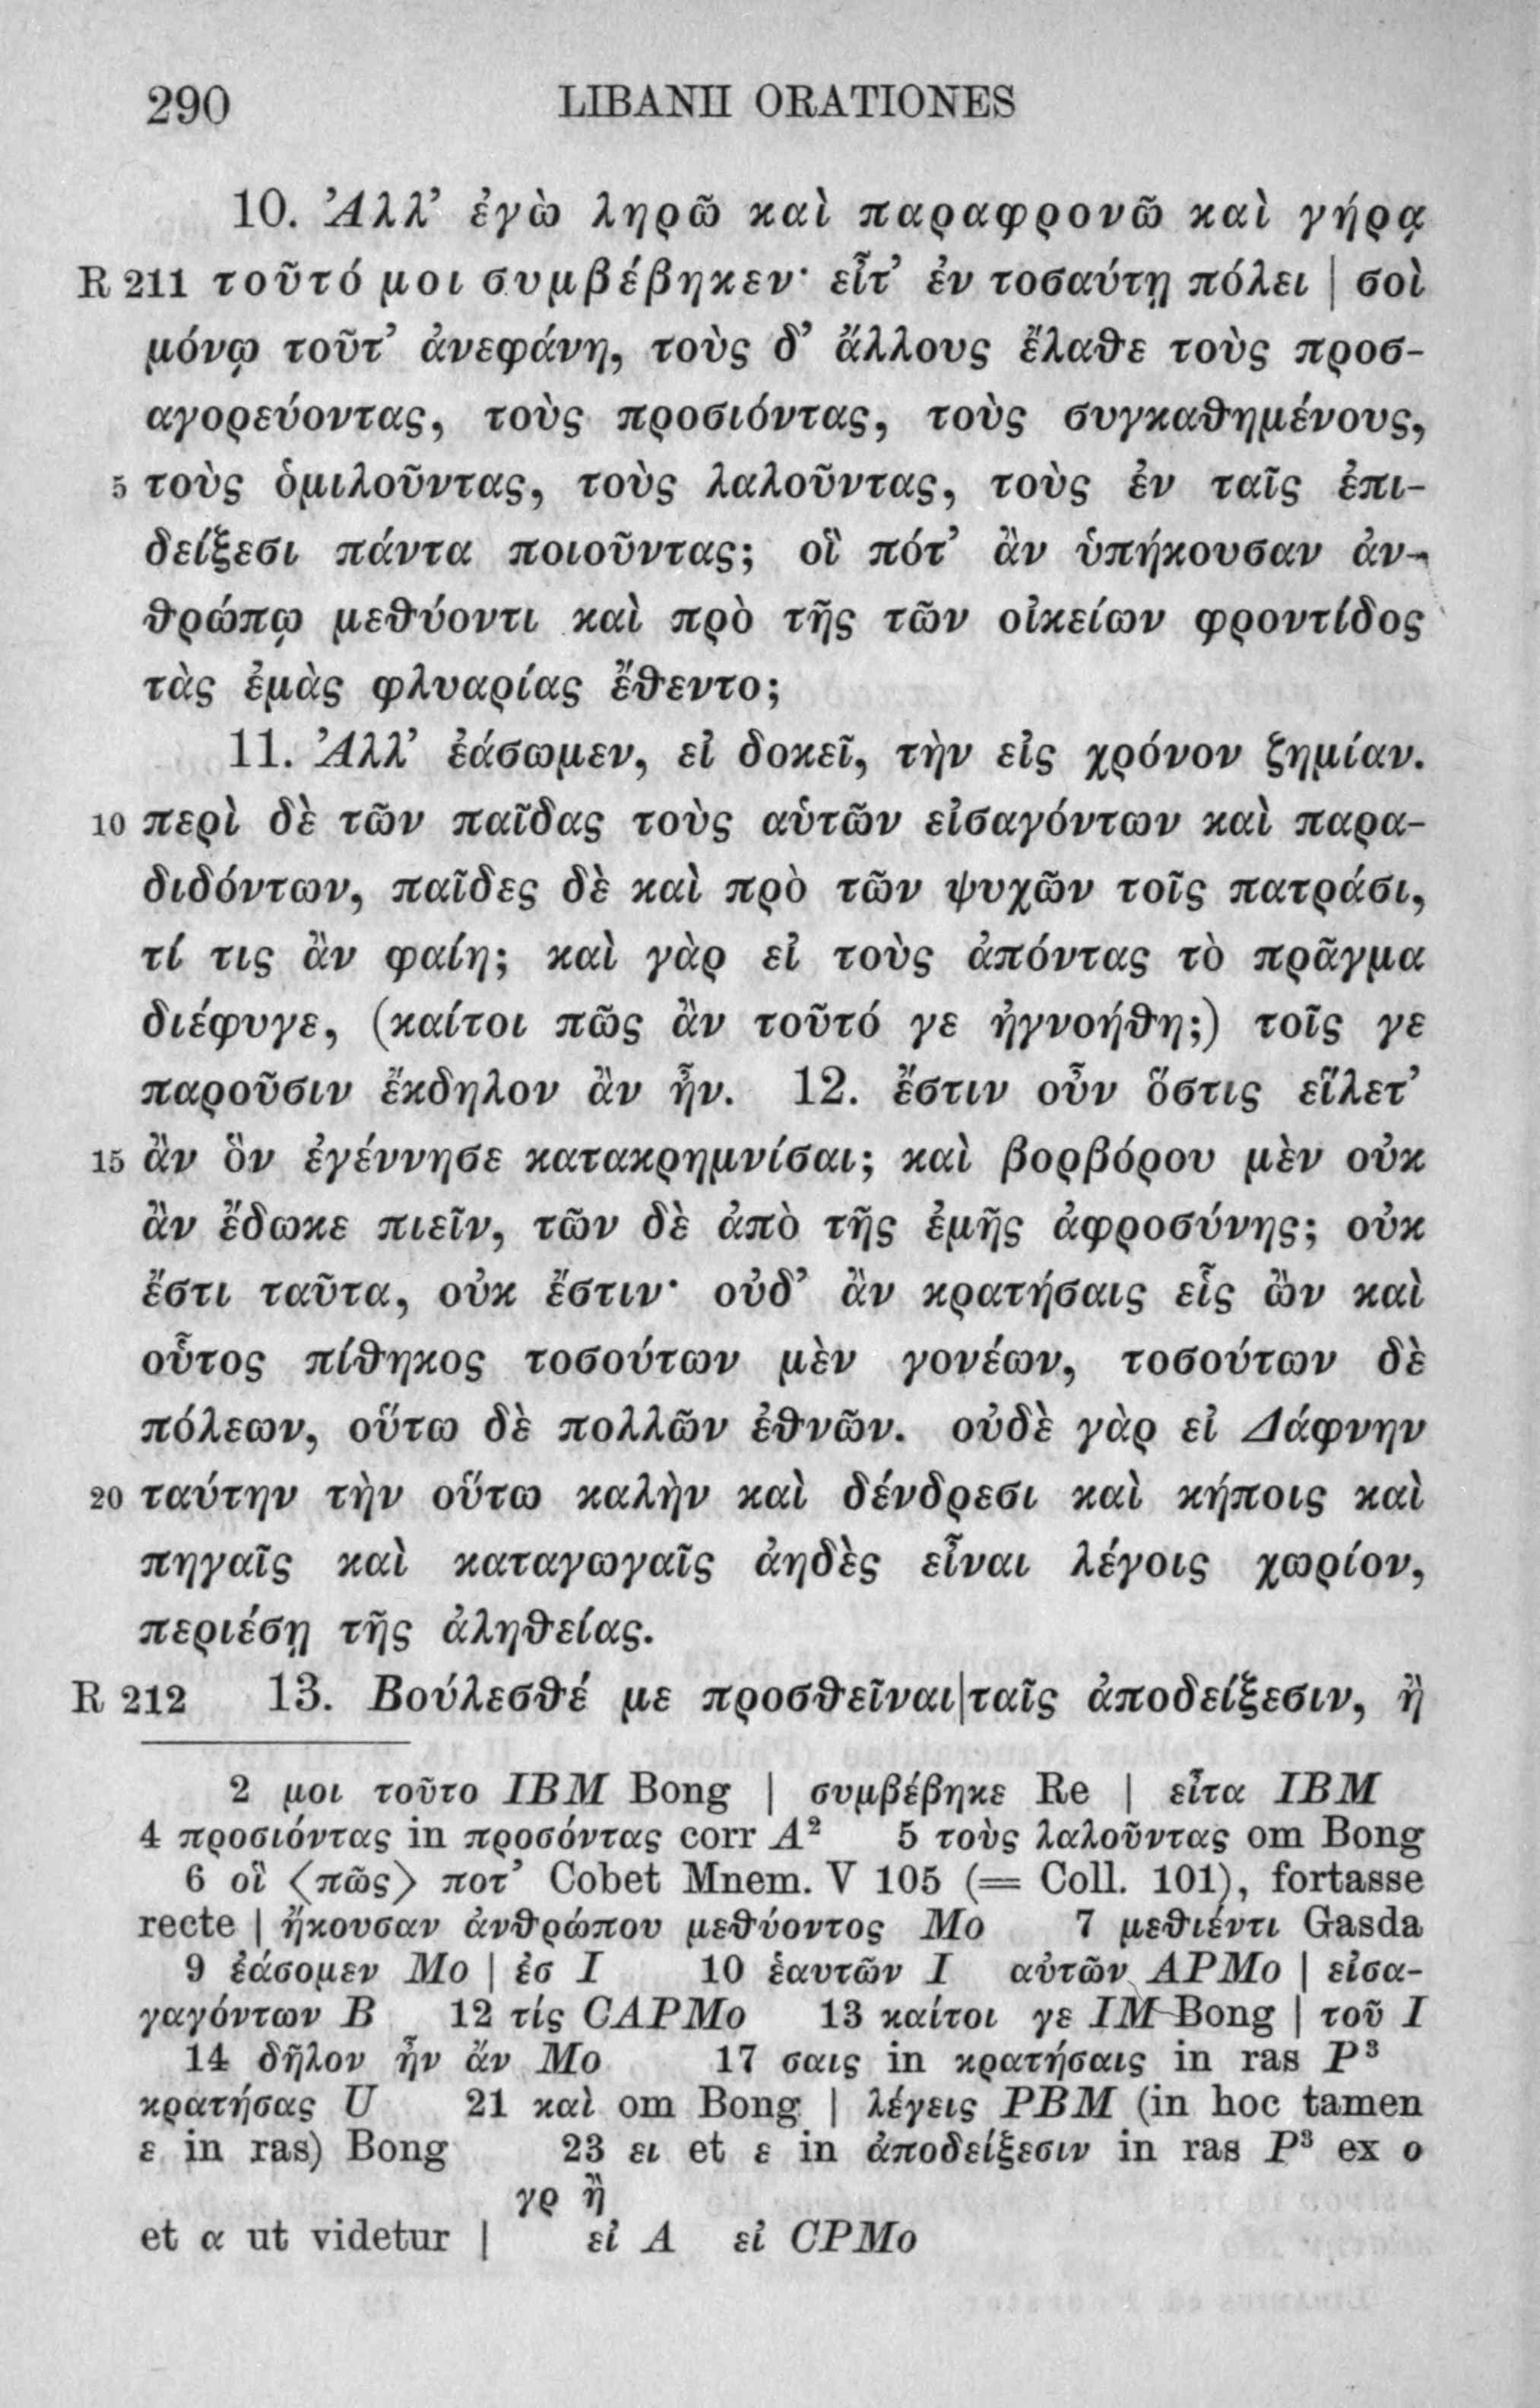 290 LIBANII ORATIONES
10. Ἀλλ’ ἐγὼ ληρῶ καὶ παραφρονῶ καὶ γήρᾳ
R 211 τοῦτό μοι συμβέβηκεν· εἶτ’ ἐν τοσαύτῃ πόλει | σοὶ
μόνῳ τοῦτ’ ἀνεφάνη, τοὺς δ’ ἄλλους ἔλαθε τοὺς προσ-
αγορεύοντας, τοὺς προσιόντας, τοὺς συγκαθημένους,
5 τοὺς ὁμιλοῦντας, τοὺς λαλοῦντας, τοὺς ἐν ταῖς ἐπι-
δείξεσι πάντα ποιοῦντας; οἳ πότ’ ἂν ὑπήκουσαν ἀν-
θρώπῳ μεθύοντι καὶ πρὸ τῆς τῶν οἰκείων φροντίδος
τὰς ἐμὰς φλυαρίας ἔθεντο;
11. Ἀλλ’ ἐάσωμεν, εἰ δοκεῖ, τὴν εἰς χρόνον ζημίαν.
10 περὶ δὲ τῶν παῖδας τοὺς αὑτῶν εἰσαγόντων καὶ παρα-
διδόντων, παῖδες δὲ καὶ πρὸ τῶν ψυχῶν τοῖς πατράσι,
τί τις ἂν φαίη; καὶ γὰρ εἰ τοὺς ἀπόντας τὸ πρᾶγμα
διέφυγε, (καίτοι πῶς ἂν τοῦτό γε ἠγνοήθη;) τοῖς γε
παροῦσιν ἔκδηλον ἂν ἦν. 12. ἔστιν οὖν ὅστις εἵλετ’
15 ἂν ὃν ἐγέννησε κατακρημνίσαι; καὶ βορβόρου μὲν οὐκ
ἂν ἔδωκε πιεῖν, τῶν δὲ ἀπὸ τῆς ἐμῆς ἀφροσύνης; οὐκ
ἔστι ταῦτα, οὐκ ἔστιν· οὐδ’ ἂν κρατήσαις εἷς ὢν καὶ
οὗτος πίθηκος τοσούτων μὲν γονέων, τοσούτων δὲ
πόλεων, οὕτω δὲ πολλῶν ἐθνῶν. οὐδὲ γὰρ εἰ Δάφνην
20 ταύτην τὴν οὕτω καλὴν καὶ δένδρεσι καὶ κήποις καὶ
πηγαῖς καὶ καταγωγαῖς ἀηδὲς εἶναι λέγοις χωρίον,
περιέσῃ τῆς ἀληθείας.
R 212 13. Βούλεσθέ με προσθεῖναι|ταῖς ἀποδείξεσιν, ἢ
2 μοι τοῦτο IBM Bong | συμβέβηκε Re | εἶτα IBM
4 προσιόντας in προσόντας corr A² 5 τοὺς λαλοῦντας om Bong
6 οἳ ⟨πῶς⟩ ποτ’ Cobet Mnem. V 105 (= Coll. 101), fortasse
recte | ἤκουσαν ἀνθρώπου μεθύοντος Mo 7 μεθιέντι Gasda
9 ἐάσομεν Mo | ἐσ I 10 ἑαυτῶν I αὐτῶν APMo | εἰσα-
γαγόντων B 12 τίς CAPMo 13 καίτοι γε IM Bong | τοῦ I
14 δῆλον ἦν ἄν Mo 17 σαις in κρατήσαις in ras P³
κρατήσας U 21 καὶ om Bong | λέγεις PBM (in hoc tamen
ε in ras) Bong 23 ει et ε in ἀποδείξεσιν in ras P³ ex ο
γρ ἢ
et α ut videtur | εἰ A εἰ CPMo